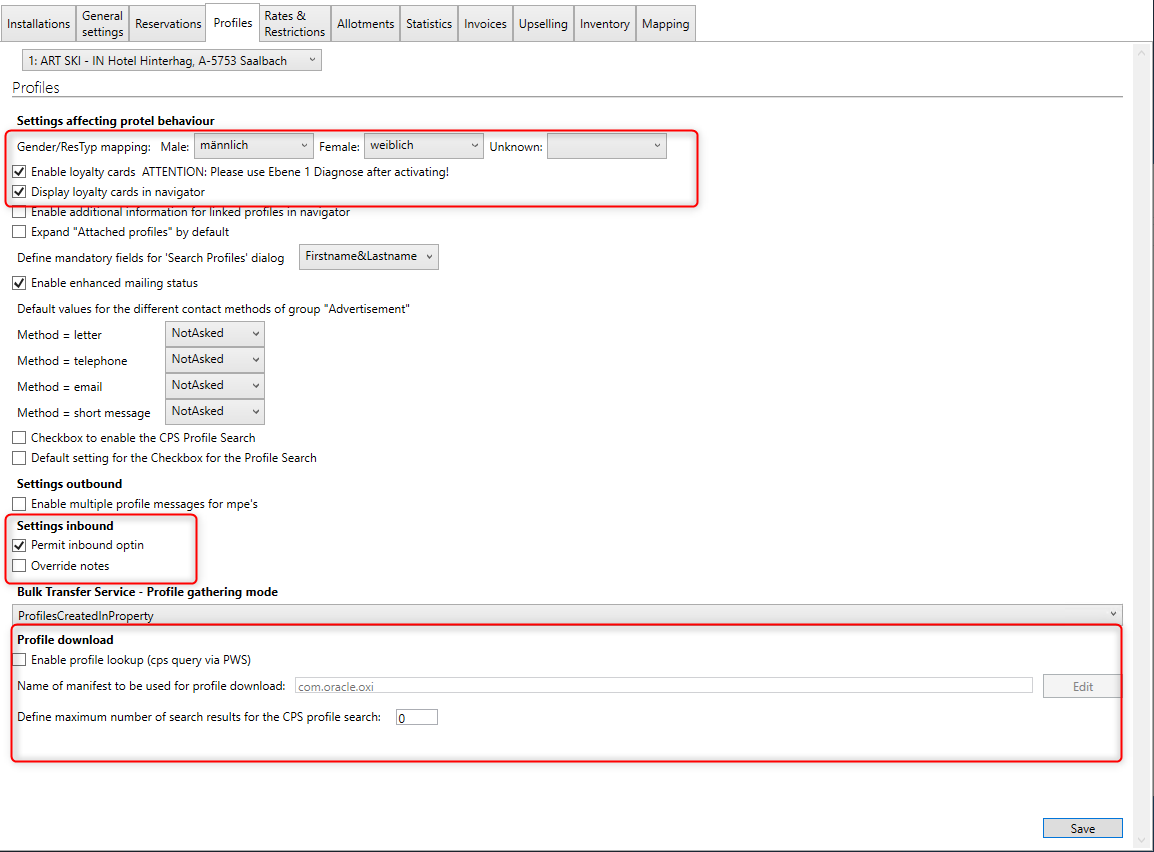 Installations General settings Reservations Profiles Rates & Restrictions Allotments Statistics Invoices Upselling Inventory Mapping
1: ART SKI - IN Hotel Hinterhag, A-5753 Saalbach
Profiles
Settings affecting protel behaviour
Gender/ResTyp mapping: Male: männlich Female: weiblich Unknown:
Enable loyalty cards ATTENTION: Please use Ebene 1 Diagnose after activating!
Display loyalty cards in navigator
Enable additional information for linked profiles in navigator
Expand "Attached profiles" by default
Define mandatory fields for 'Search Profiles' dialog Firstname&Lastname
Enable enhanced mailing status
Default values for the different contact methods of group "Advertisement"
Method = letter NotAsked
Method = telephone NotAsked
Method = email NotAsked
Method = short message NotAsked
Checkbox to enable the CPS Profile Search
Default setting for the Checkbox for the Profile Search
Settings outbound
Enable multiple profile messages for mpe's
Settings inbound
Permit inbound optin
Override notes
Bulk Transfer Service - Profile gathering mode
ProfilesCreatedInProperty
Profile download
Enable profile lookup (cps query via PWS)
Name of manifest to be used for profile download: com.oracle.oxi Edit
Define maximum number of search results for the CPS profile search: 0
Save